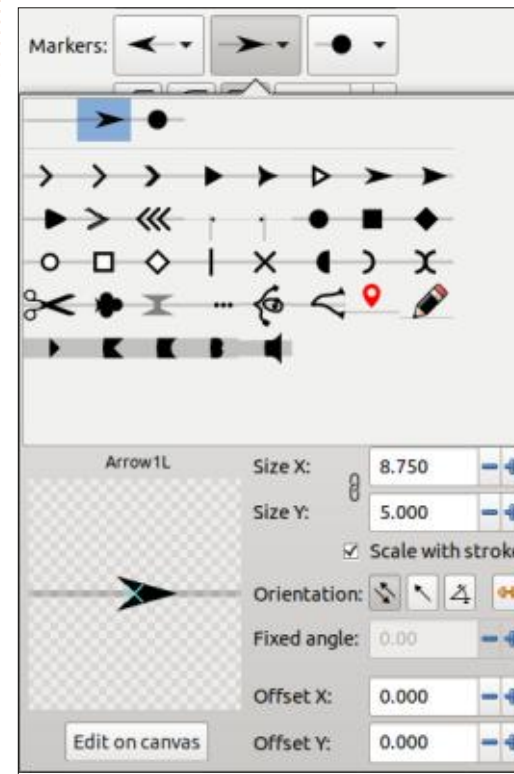 Markers:
Arrow1L
Size X: 8.750
Size Y: 5.000
Scale with stroke
Orientation:
Fixed angle: 0.00
Offset X: 0.000
Edit on canvas
Offset Y: 0.000